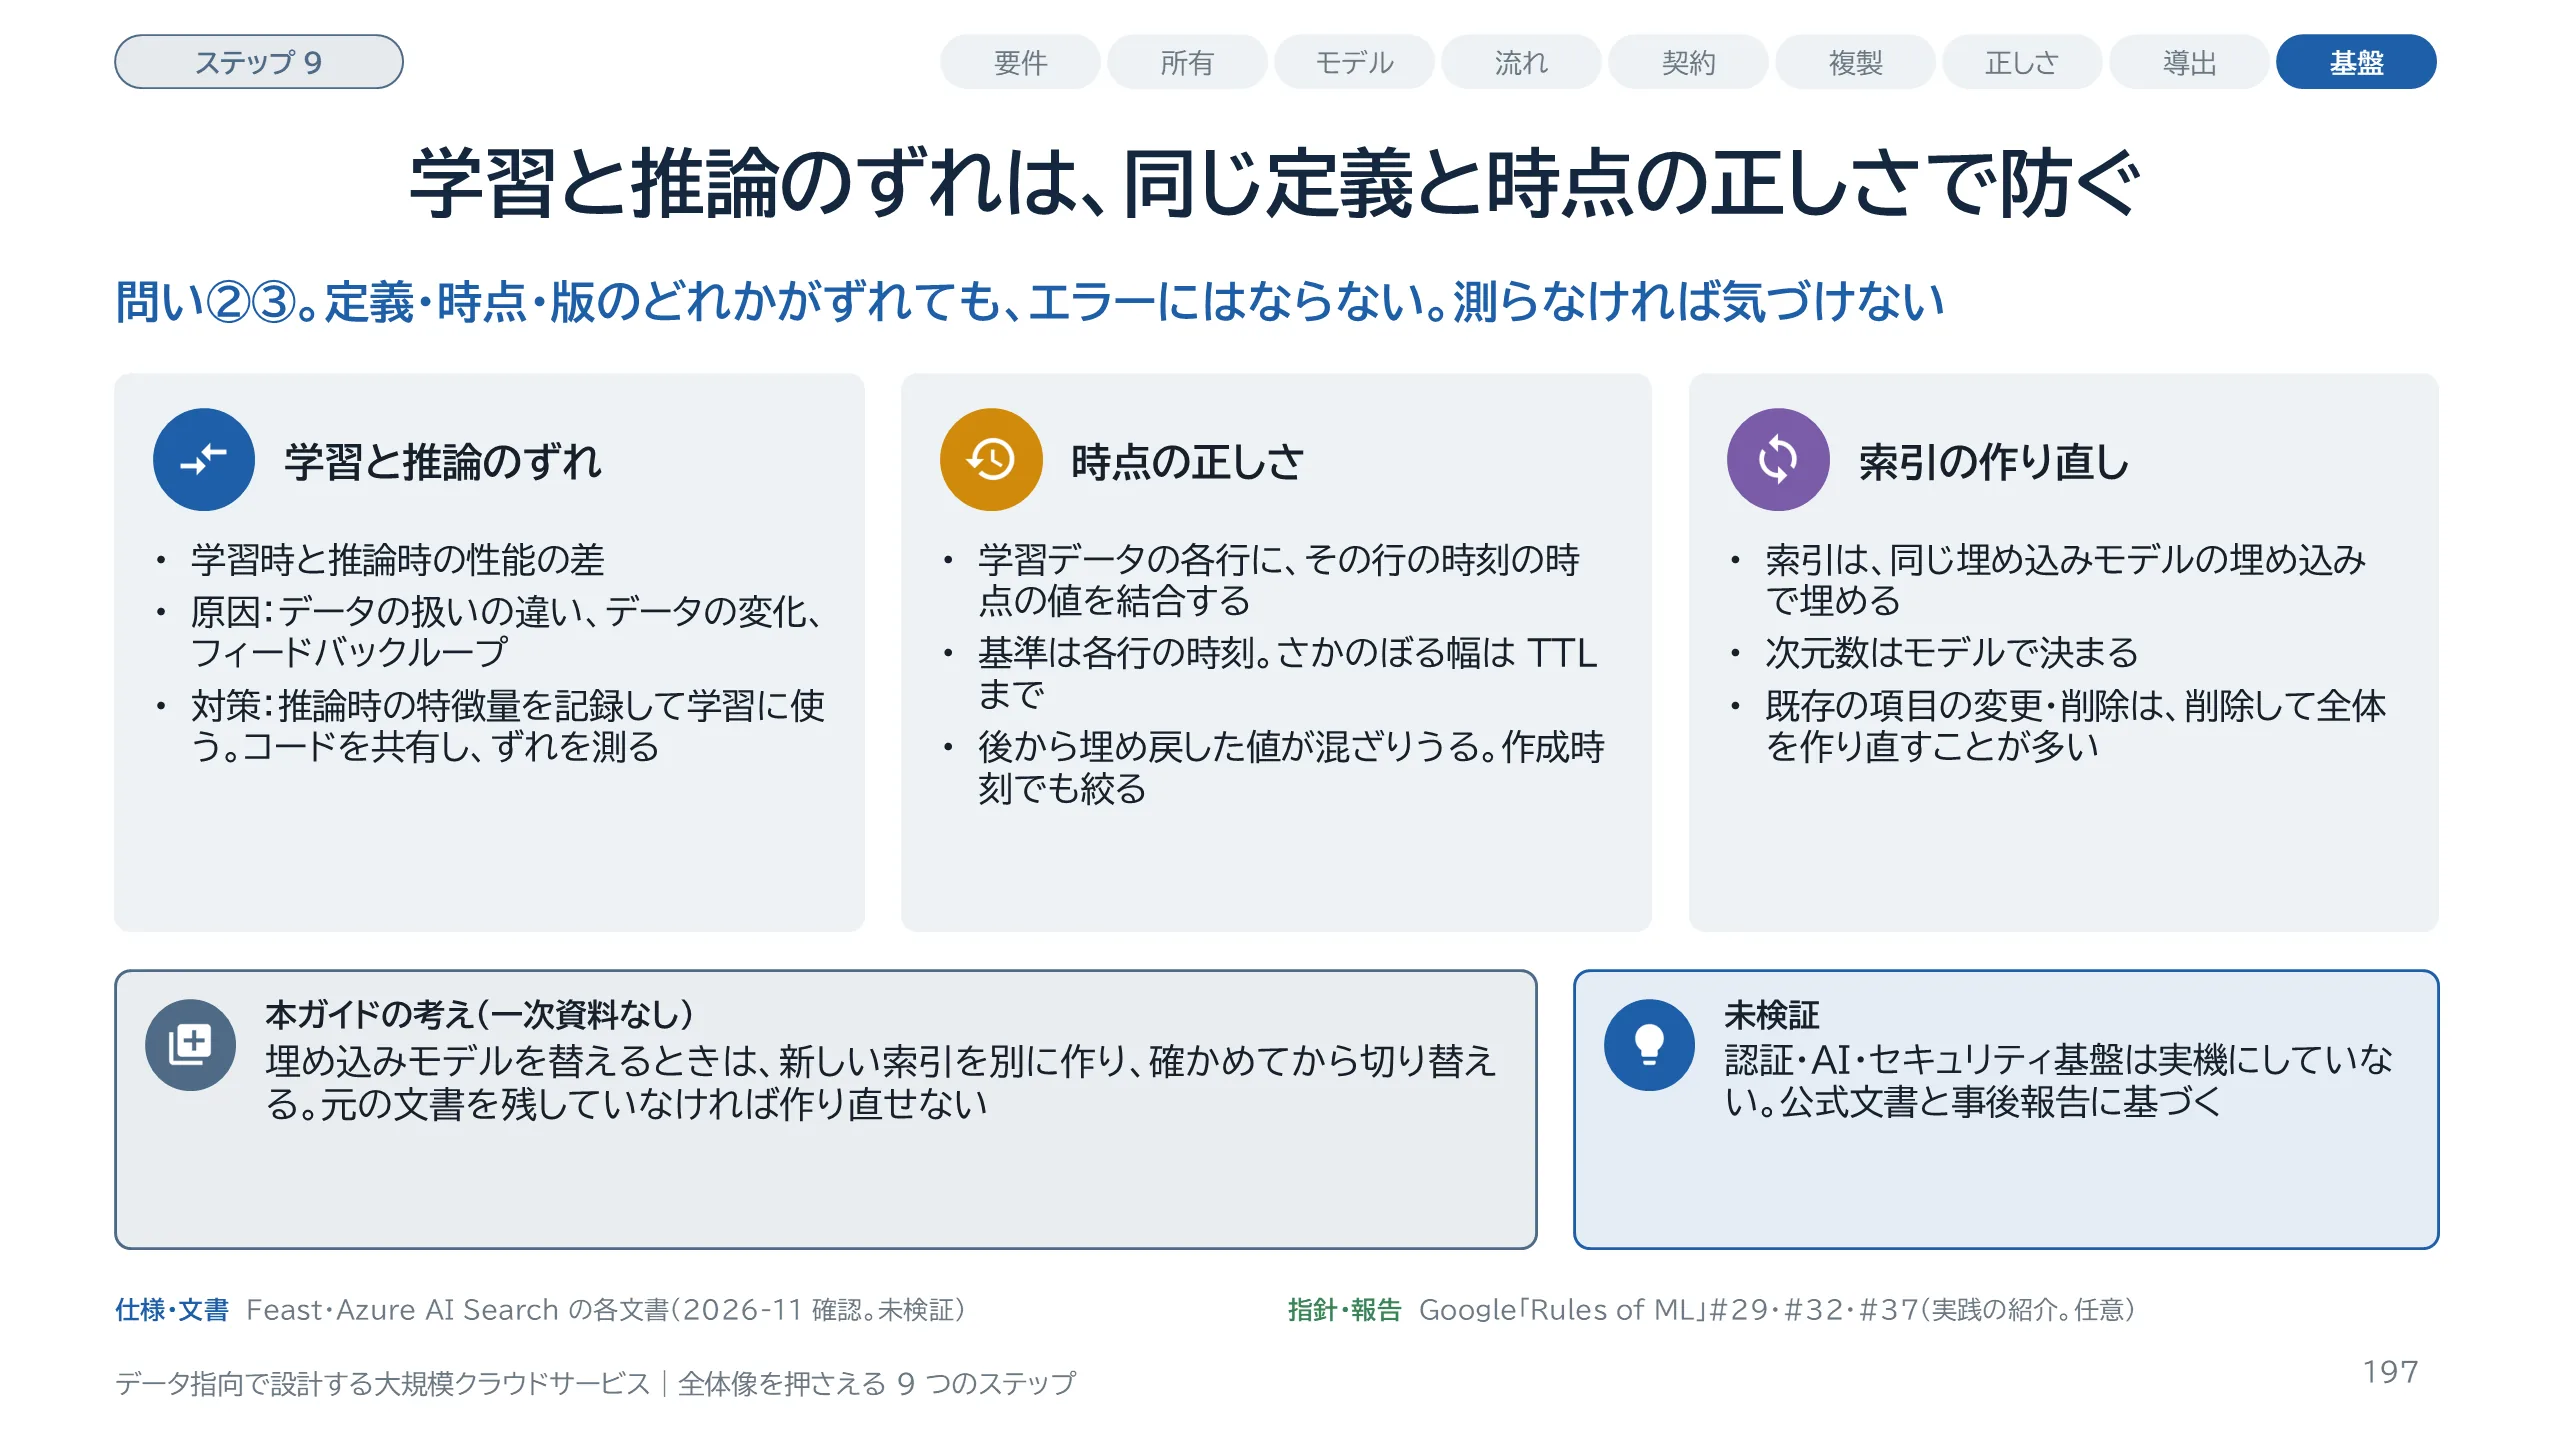 ステップ 9
要件
所有
モデル
流れ
契約
複製
正しさ
導出
基盤
学習と推論のずれは、同じ定義と時点の正しさで防ぐ
問い②③。定義・時点・版のどれかがずれても、エラーにはならない。測らなければ気づけない
学習と推論のずれ
• 学習時と推論時の性能の差
• 原因：データの扱いの違い、データの変化、
フィードバックループ
• 対策：推論時の特徴量を記録して学習に使
う。コードを共有し、ずれを測る
時点の正しさ
• 学習データの各行に、その行の時刻の時
点の値を結合する
• 基準は各行の時刻。さかのぼる幅は TTL
まで
• 後から埋め戻した値が混ざりうる。作成時
刻でも絞る
索引の作り直し
• 索引は、同じ埋め込みモデルの埋め込み
で埋める
• 次元数はモデルで決まる
• 既存の項目の変更・削除は、削除して全体
を作り直すことが多い
本ガイドの考え（一次資料なし）
埋め込みモデルを替えるときは、新しい索引を別に作り、確かめてから切り替え
る。元の文書を残していなければ作り直せない
未検証
認証・AI・セキュリティ基盤は実機にしていな
い。公式文書と事後報告に基づく
仕様・文書 Feast・Azure AI Search の各文書（2026-11 確認。未検証）
指針・報告 Google「Rules of ML」#29・#32・#37（実践の紹介。任意）
データ指向で設計する大規模クラウドサービス｜全体像を押さえる 9 つのステップ
197